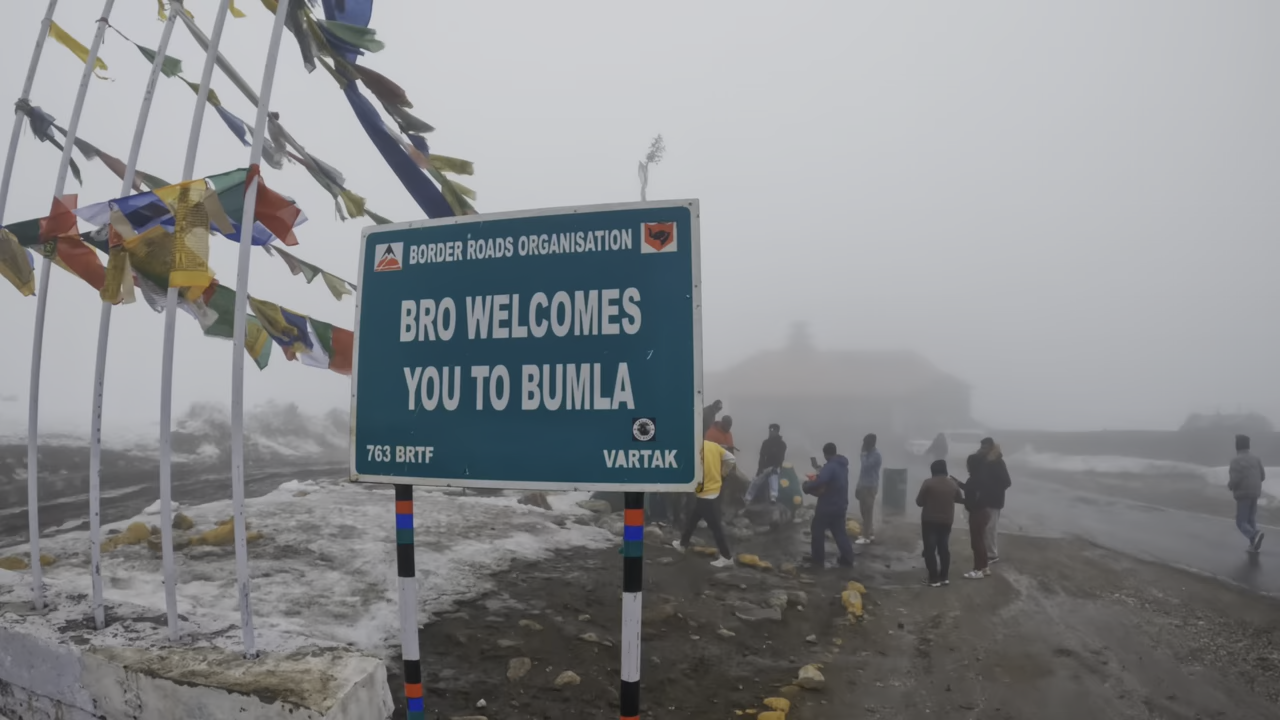 BORDER ROADS ORGANISATION
BRO WELCOMES
YOU TO BUMLA
763 BRTF
VARTAK